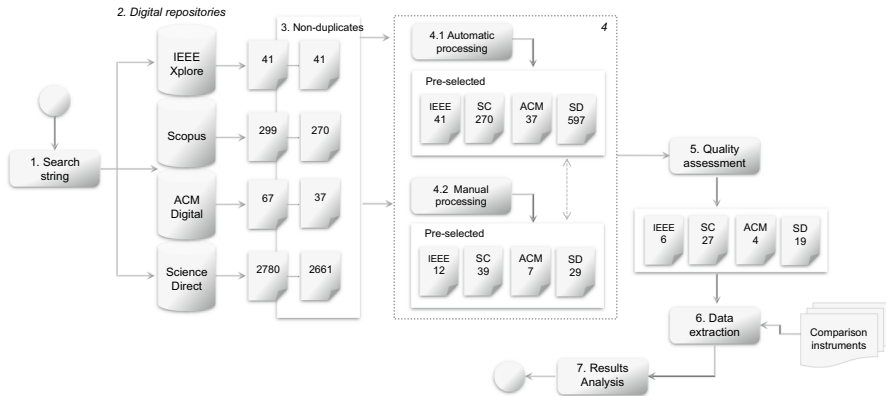 2. Digital repositories
3. Non-duplicates
4
IEEE
Xplore
41
41
Scopus
299
270
1. Search
string
ACM
Digital
67
37
Science
Direct
2780
2661
4.1 Automatic
processing
Pre-selected
IEEE
41
SC
270
ACM
37
SD
597
4.2 Manual
processing
Pre-selected
IEEE
12
SC
39
ACM
7
SD
29
5. Quality
assessment
IEEE
6
SC
27
ACM
4
SD
19
6. Data
extraction
Comparison
instruments
7. Results
Analysis